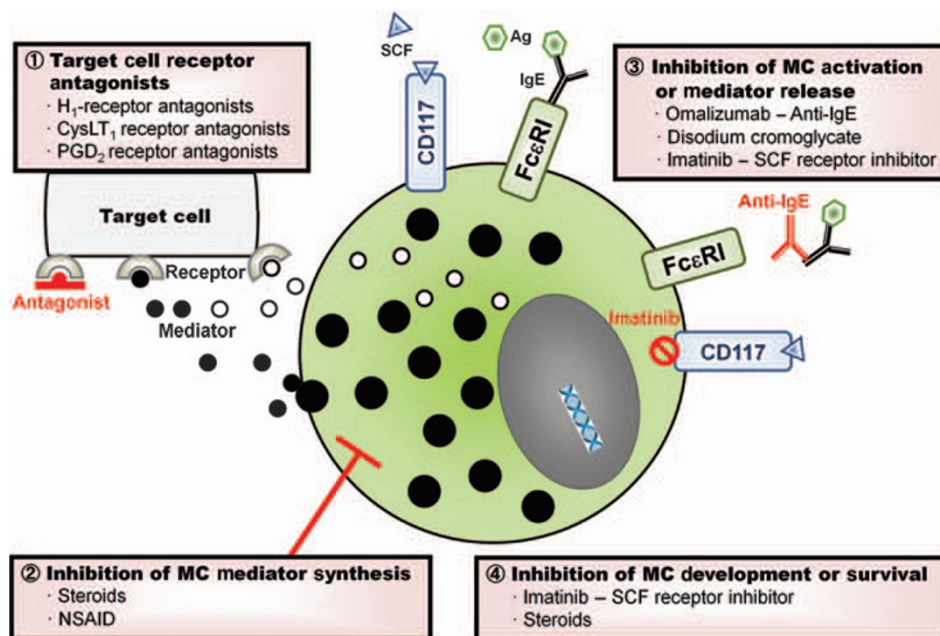 ① Target cell receptor
antagonists
· H₁-receptor antagonists
· CysLT₁ receptor antagonists
· PGD₂ receptor antagonists
SCF
Ag
IgE
CD117
FcεRI
③ Inhibition of MC activation
or mediator release
· Omalizumab – Anti-IgE
· Disodium cromoglycate
· Imatinib – SCF receptor inhibitor
Target cell
Receptor
Antagonist
Mediator
Anti-IgE
FcεRI
Imatinib
CD117
② Inhibition of MC mediator synthesis
· Steroids
· NSAID
④ Inhibition of MC development or survival
· Imatinib – SCF receptor inhibitor
· Steroids